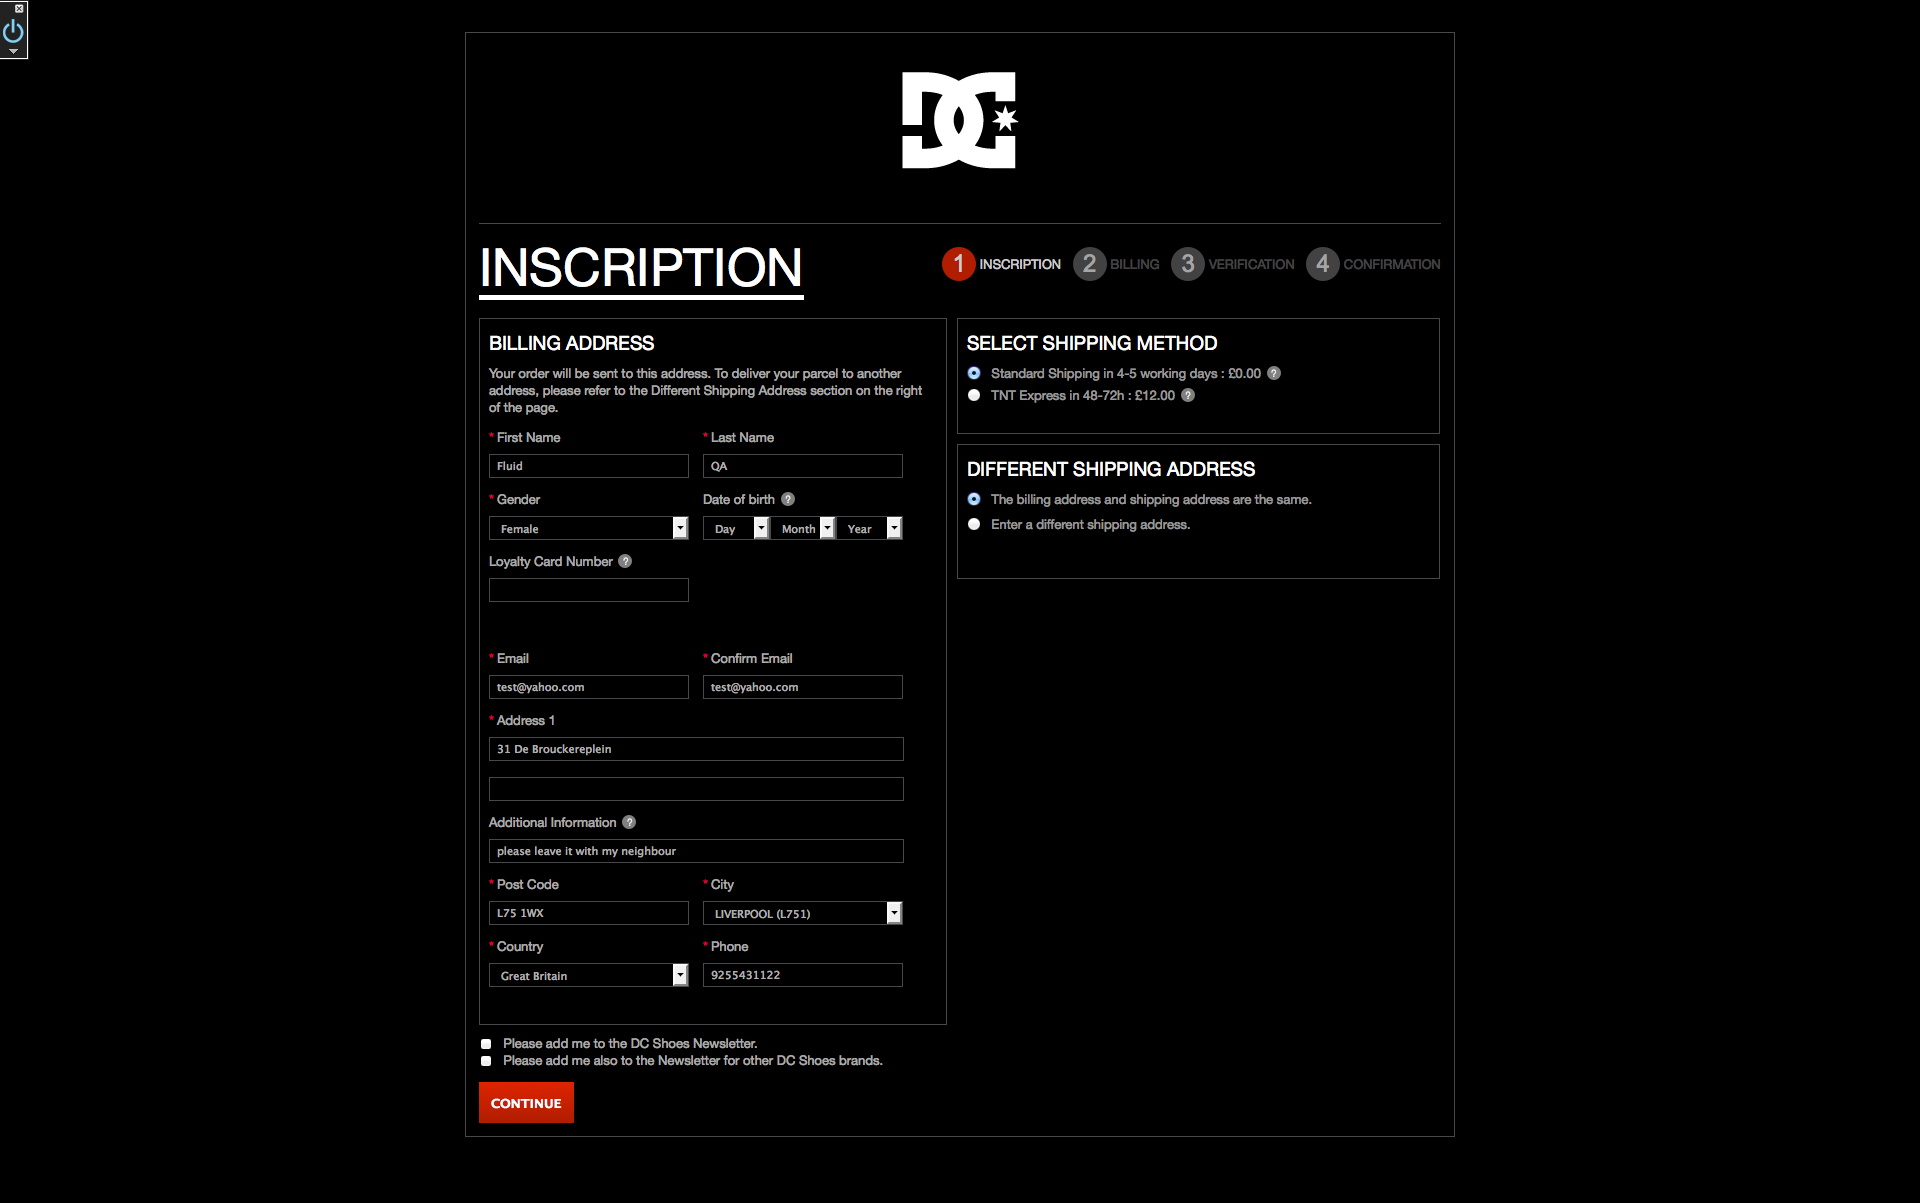 DC
INSCRIPTION
1 INSCRIPTION 2 BILLING 3 VERIFICATION 4 CONFIRMATION
BILLING ADDRESS
Your order will be sent to this address. To deliver your parcel to another
address, please refer to the Different Shipping Address section on the right
of the page.
* First Name * Last Name
Fluid QA
* Gender Date of birth ?
Female Day Month Year
Loyalty Card Number ?
* Email * Confirm Email
test@yahoo.com test@yahoo.com
* Address 1
31 De Brouckereplein
Additional Information ?
please leave it with my neighbour
* Post Code * City
L75 1WX LIVERPOOL (L751)
* Country * Phone
Great Britain 9255431122
SELECT SHIPPING METHOD
Standard Shipping in 4-5 working days : £0.00 ?
TNT Express in 48-72h : £12.00 ?
DIFFERENT SHIPPING ADDRESS
The billing address and shipping address are the same.
Enter a different shipping address.
Please add me to the DC Shoes Newsletter.
Please add me also to the Newsletter for other DC Shoes brands.
CONTINUE